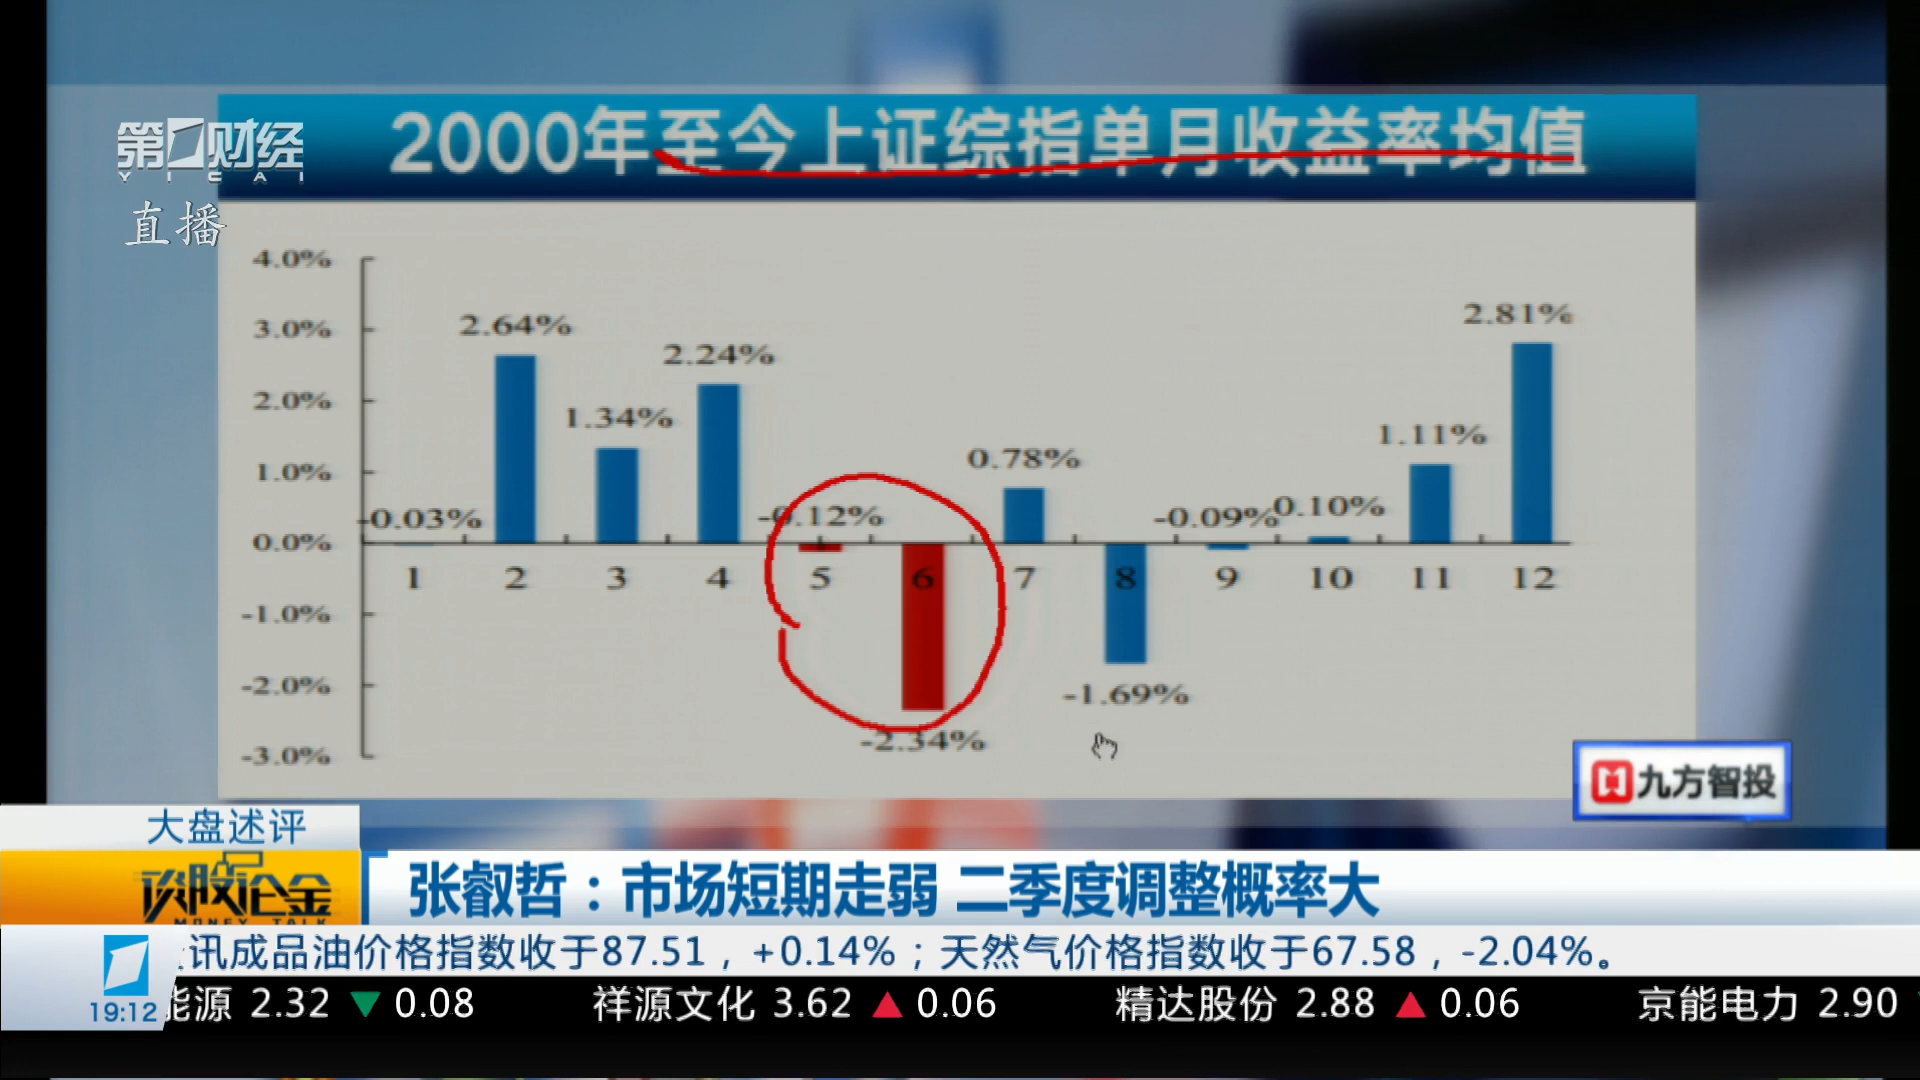 2000年至今上证综指单月收益率均值
第1财经
YICAI
直播
4.0%
3.0%
2.0%
1.0%
0.0%
-1.0%
-2.0%
-3.0%
-0.03%
2.64%
1.34%
2.24%
-0.12%
-2.34%
0.78%
-1.69%
-0.09%
0.10%
1.11%
2.81%
1 2 3 4 5 6 7 8 9 10 11 12
九方智投
大盘述评
谈股论金
MONEY TALK
张叡哲：市场短期走弱 二季度调整概率大
讯成品油价格指数收于87.51，+0.14%；天然气价格指数收于67.58，-2.04%。
19:12
能源 2.32 ▼ 0.08 祥源文化 3.62 ▲ 0.06 精达股份 2.88 ▲ 0.06 京能电力 2.90